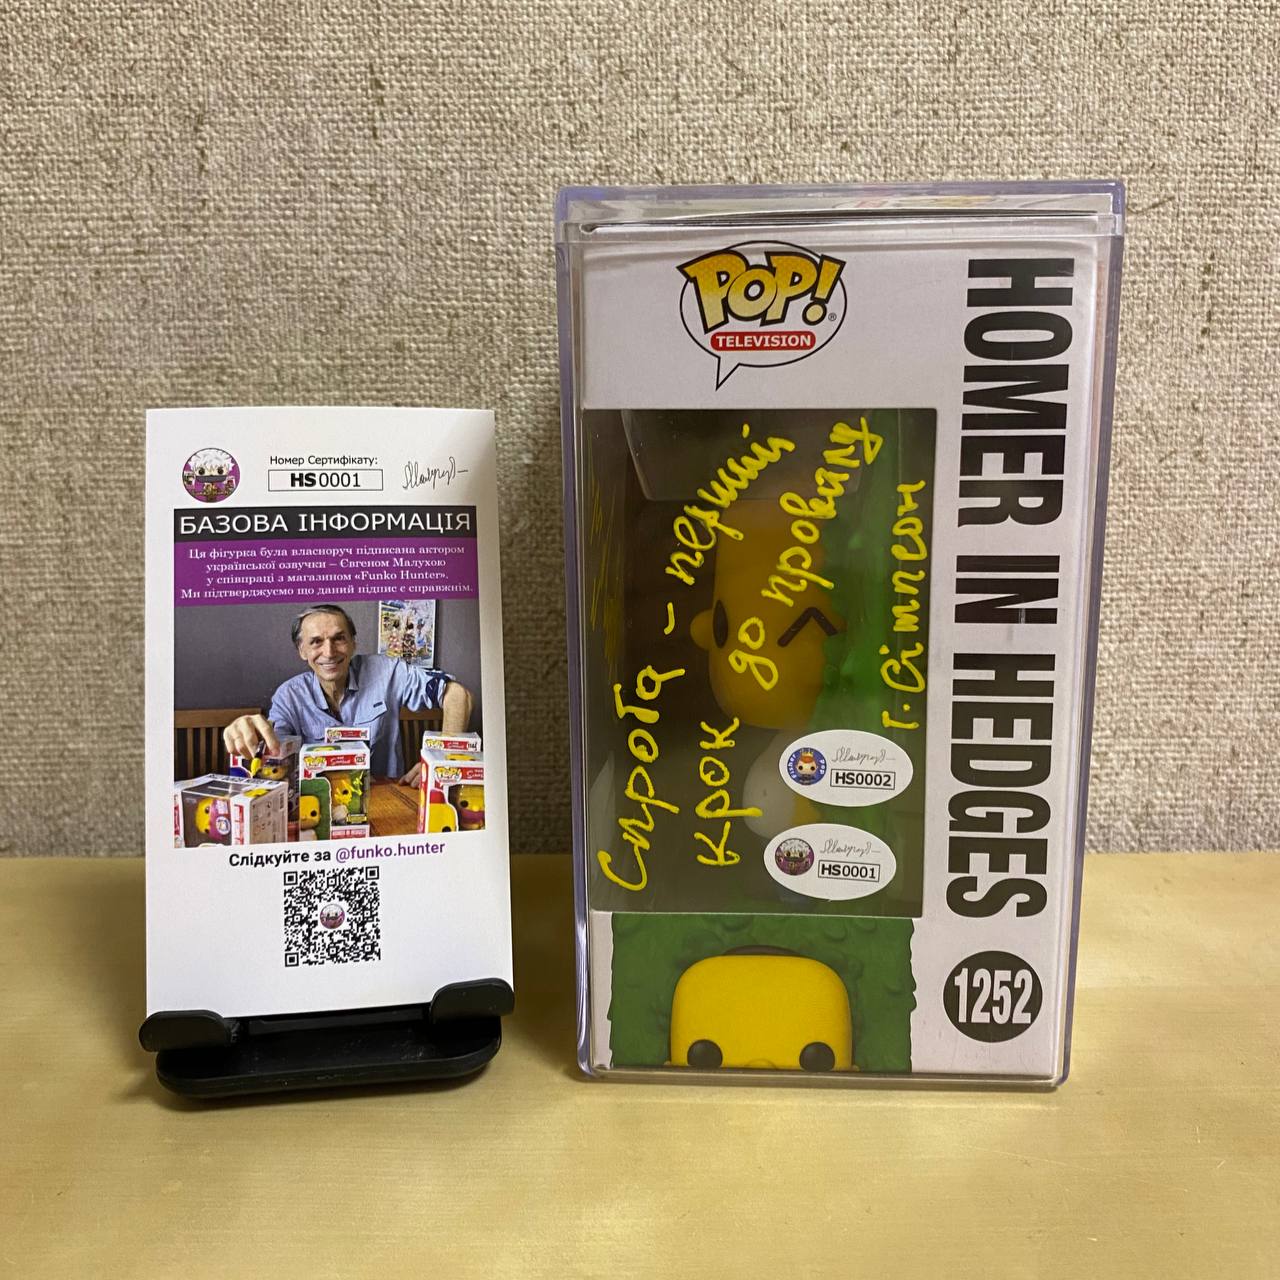 Номер Сертифікату:
HS0001
БАЗОВА ІНФОРМАЦІЯ
Ця фігурка була власноруч підписана актором
української озвучки – Євгеном Малухою
у співпраці з магазином «Funko Hunter».
Ми підтверджуємо що даний підпис є справжнім.
Слідкуйте за @funko.hunter
POP!
TELEVISION
Спроба - перший
крок до провалу
Г. Сімпсон
HS0002
HS0001
HOMER IN HEDGES
1252